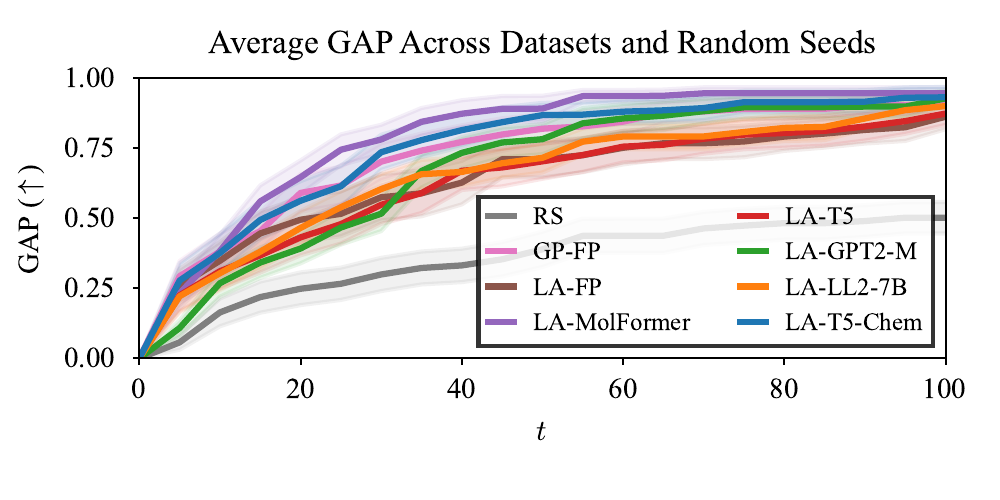 Average GAP Across Datasets and Random Seeds
1.00
0.75
0.50
0.25
0.00
GAP (↑)
RS
GP-FP
LA-FP
LA-MolFormer
LA-T5
LA-GPT2-M
LA-LL2-7B
LA-T5-Chem
0 20 40 60 80 100
t